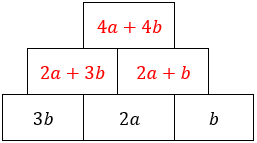 4a + 4b
2a + 3b 2a + b
3b 2a b